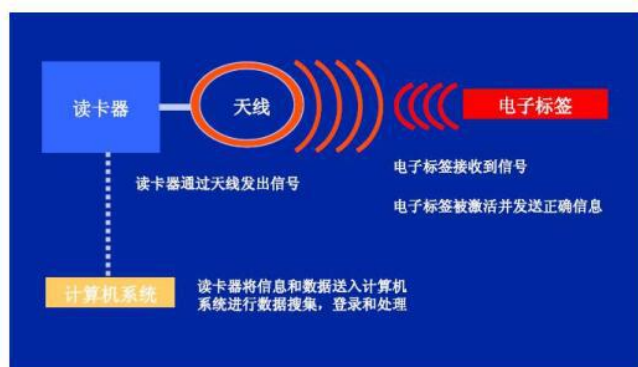 读卡器
天线
电子标签
读卡器通过天线发出信号
电子标签接收到信号
电子标签被激活并发送正确信息
计算机系统
读卡器将信息和数据送入计算机
系统进行数据搜集，登录和处理